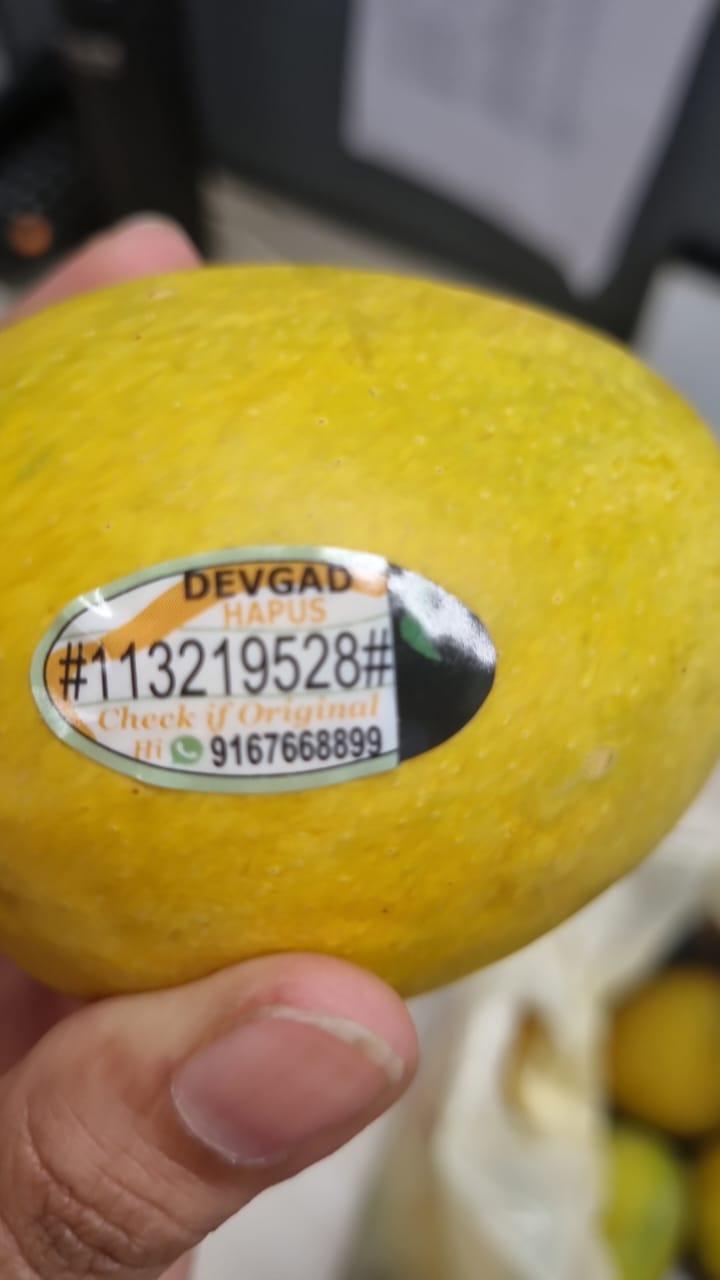 DEVGAD
HAPUS
#113219528#
Check if Original
Hi 9167668899